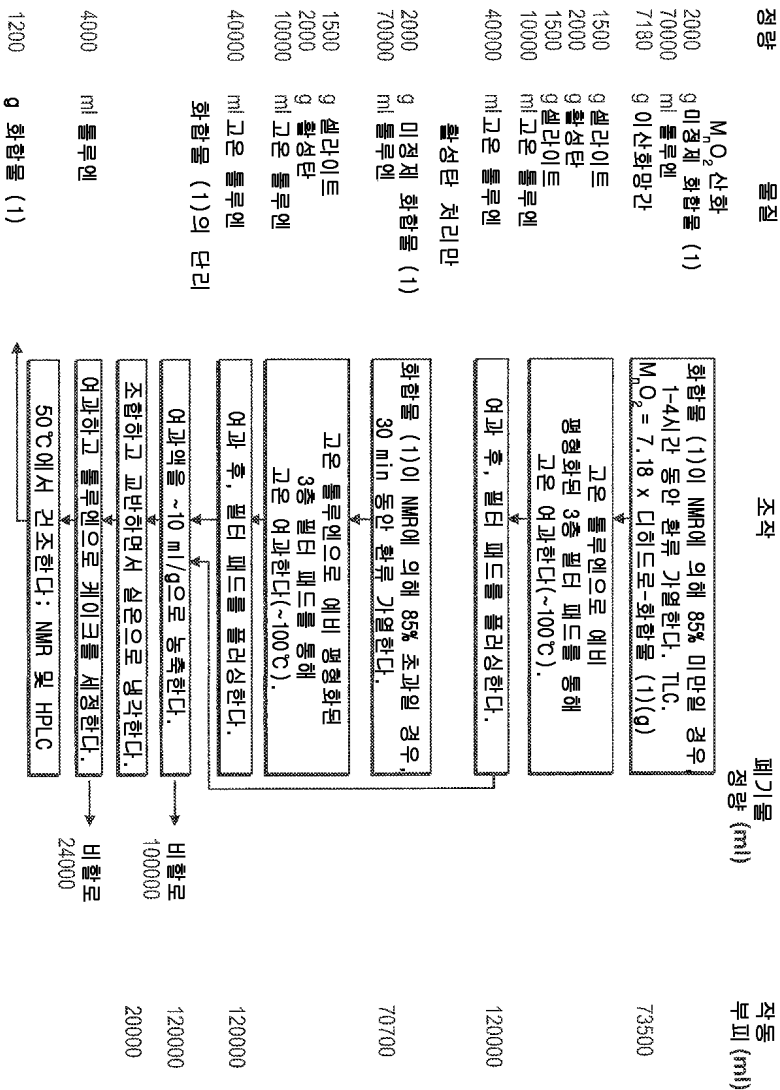 정량 물질 조작 폐기물 정량 (ml) 작동 부피 (ml)
MnO2 산화
2000 g 미정제 화합물 (1)
70000 ml 톨루엔
7180 g 이산화망간
화합물 (1)이 NMR에 의해 85% 미만일 경우,
1-4시간 동안 환류 가열한다. TLC.
MnO2 = 7.18 x 디히드로-화합물 (1)(g)
73500
1500 g 셀라이트
2000 g 활성탄
1500 g 셀라이트
10000 ml 고온 톨루엔
고온 톨루엔으로 예비
평형화된 3층 필터 패드를 통해
고온 여과한다(~100℃).
40000 ml 고온 톨루엔
여과 후, 필터 패드를 플러싱한다.
120000
활성탄 처리만
2000 g 미정제 화합물 (1)
70000 ml 톨루엔
화합물 (1)이 NMR에 의해 85% 초과일 경우,
30 min 동안 환류 가열한다.
70700
1500 g 셀라이트
2000 g 활성탄
10000 ml 고온 톨루엔
고온 톨루엔으로 예비 평형화된
3층 필터 패드를 통해
고온 여과한다(~100℃).
40000 ml 고온 톨루엔
여과 후, 필터 패드를 플러싱한다.
120000
화합물 (1)의 단리
여과액을 ~10 ml/g으로 농축한다.
비할로
100000
120000
조합하고 교반하면서 실온으로 냉각한다.
20000
4000 ml 톨루엔
여과하고 톨루엔으로 케이크를 세정한다.
비할로
24000
50℃에서 건조한다; NMR 및 HPLC
1200 g 화합물 (1)